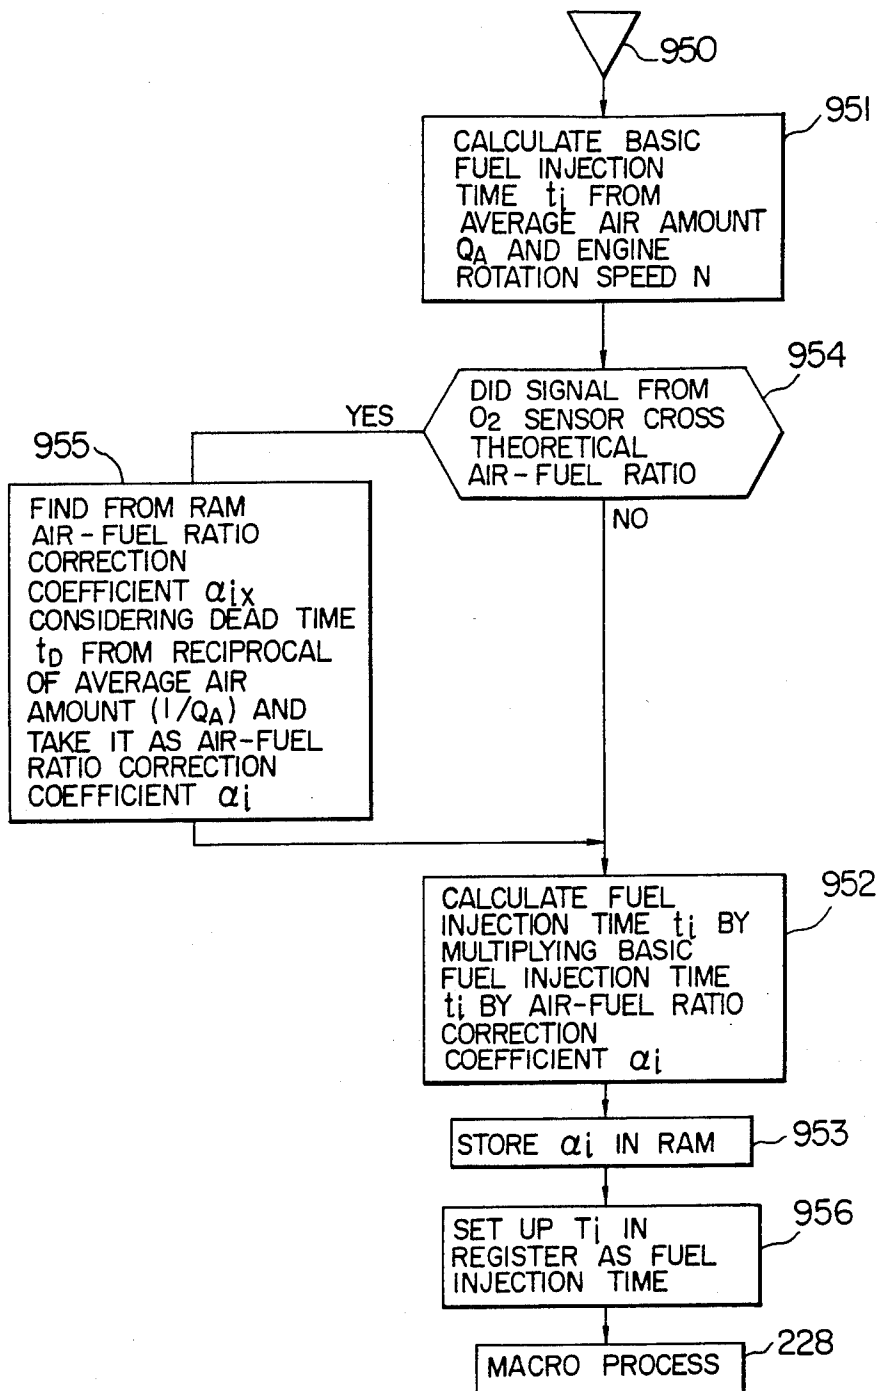 950
951
CALCULATE BASIC
FUEL INJECTION
TIME ti FROM
AVERAGE AIR AMOUNT
QA AND ENGINE
ROTATION SPEED N
954
DID SIGNAL FROM
O2 SENSOR CROSS
THEORETICAL
AIR-FUEL RATIO
YES
NO
955
FIND FROM RAM
AIR-FUEL RATIO
CORRECTION
COEFFICIENT αix
CONSIDERING DEAD TIME
tD FROM RECIPROCAL
OF AVERAGE AIR
AMOUNT (1/QA) AND
TAKE IT AS AIR-FUEL
RATIO CORRECTION
COEFFICIENT αi
952
CALCULATE FUEL
INJECTION TIME ti BY
MULTIPLYING BASIC
FUEL INJECTION TIME
ti BY AIR-FUEL RATIO
CORRECTION
COEFFICIENT αi
953
STORE αi IN RAM
956
SET UP Ti IN
REGISTER AS FUEL
INJECTION TIME
228
MACRO PROCESS